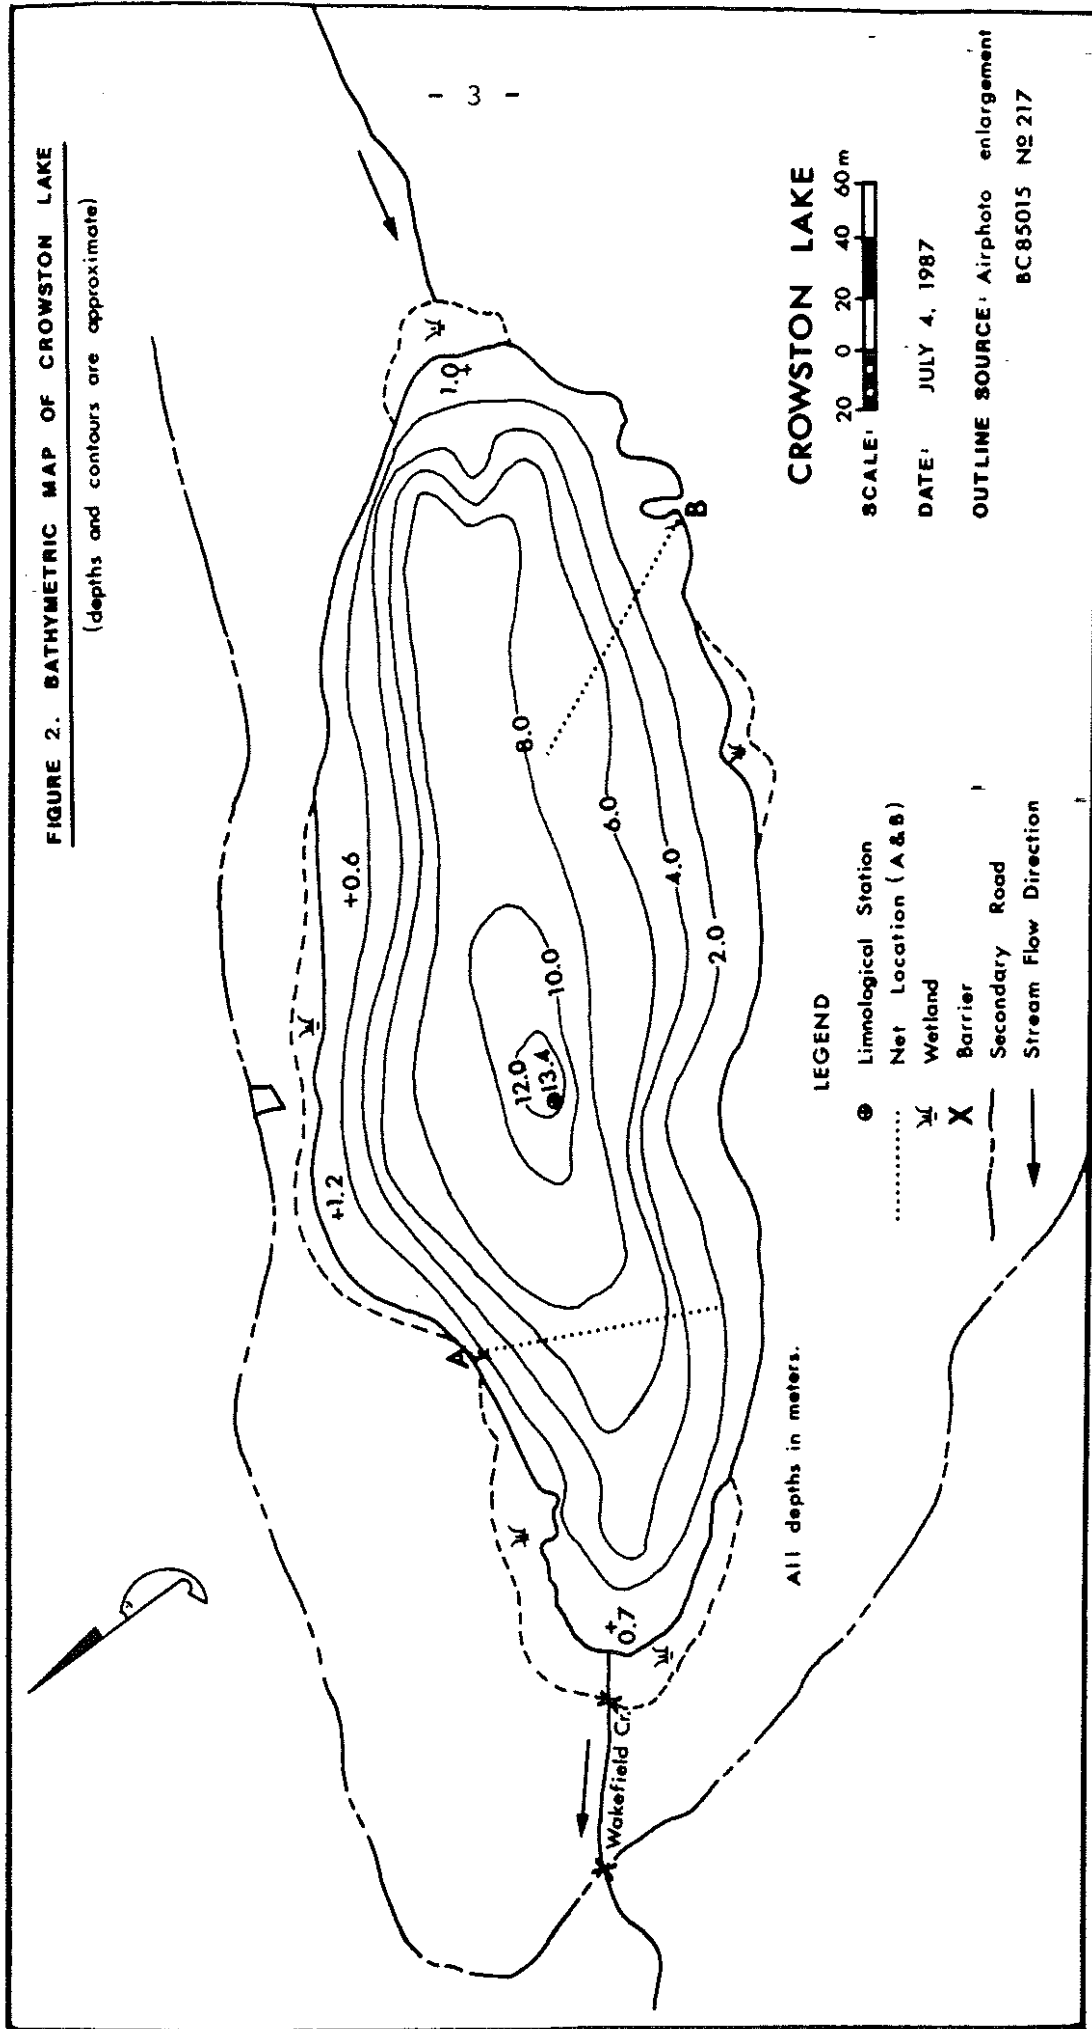 - 3 -
FIGURE 2. BATHYMETRIC MAP OF CROWSTON LAKE
(depths and contours are approximate)
1.0
+0.6
+1.2
8.0
6.0
4.0
2.0
10.0
12.0
13.4
A
B
+
0.7
Wakefield Cr.
All depths in meters.
LEGEND
Limnological Station
Net Location (A & B)
Wetland
X Barrier
Secondary Road
Stream Flow Direction
CROWSTON LAKE
SCALE: 20 0 20 40 60 m
DATE: JULY 4, 1987
OUTLINE SOURCE: Airphoto enlargement
BC85015 Nº 217